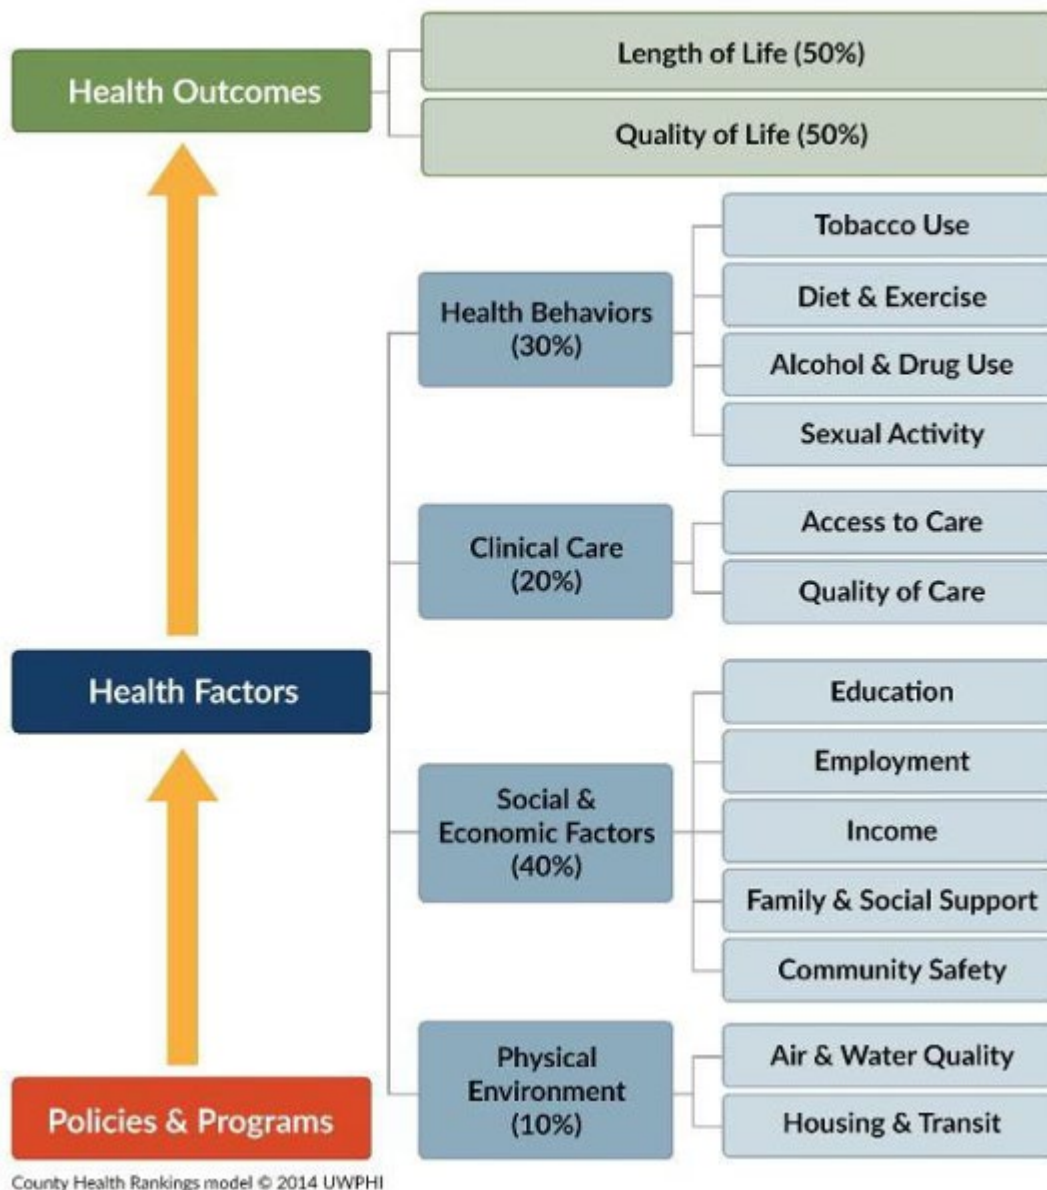 Health Outcomes
Length of Life (50%)
Quality of Life (50%)
Health Factors
Health Behaviors
(30%)
Tobacco Use
Diet & Exercise
Alcohol & Drug Use
Sexual Activity
Clinical Care
(20%)
Access to Care
Quality of Care
Social &
Economic Factors
(40%)
Education
Employment
Income
Family & Social Support
Community Safety
Physical
Environment
(10%)
Air & Water Quality
Housing & Transit
Policies & Programs
County Health Rankings model © 2014 UWPHI